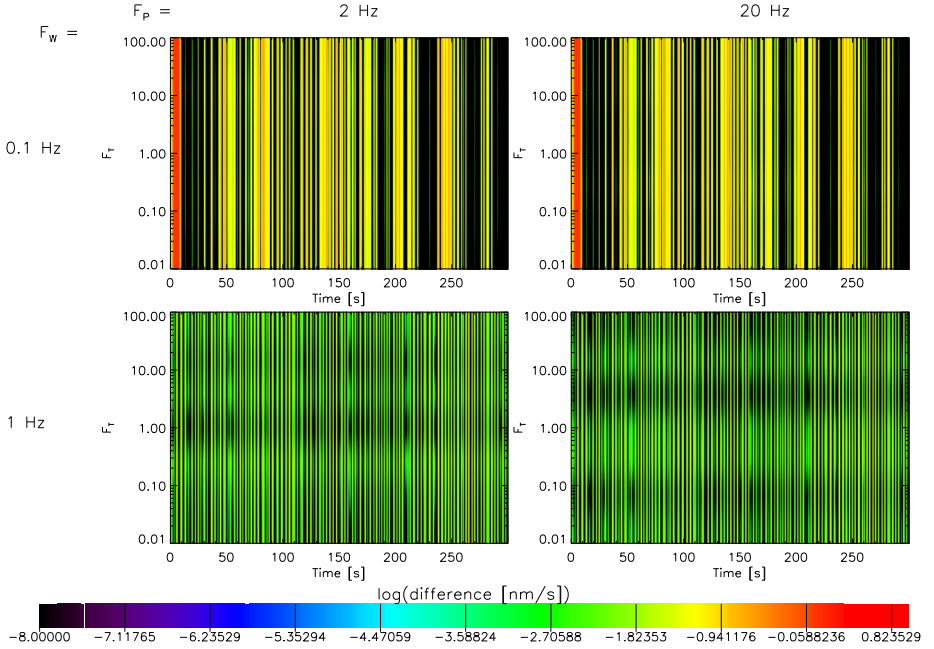 F_P = 2 Hz 20 Hz
F_W =
0.1 Hz
100.00 10.00 1.00 0.10 0.01
F_T
0 50 100 150 200 250
Time [s]
100.00 10.00 1.00 0.10 0.01
F_T
0 50 100 150 200 250
Time [s]
1 Hz
100.00 10.00 1.00 0.10 0.01
F_T
0 50 100 150 200 250
Time [s]
100.00 10.00 1.00 0.10 0.01
F_T
0 50 100 150 200 250
Time [s]
log(difference [nm/s])
-8.00000 -7.11765 -6.23529 -5.35294 -4.47059 -3.58824 -2.70588 -1.82353 -0.941176 -0.0588236 0.823529